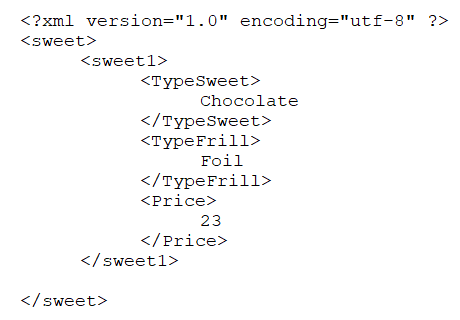 <?xml version="1.0" encoding="utf-8" ?>
<sweet>
<sweet1>
<TypeSweet>
Chocolate
</TypeSweet>
<TypeFrill>
Foil
</TypeFrill>
<Price>
23
</Price>
</sweet1>
</sweet>